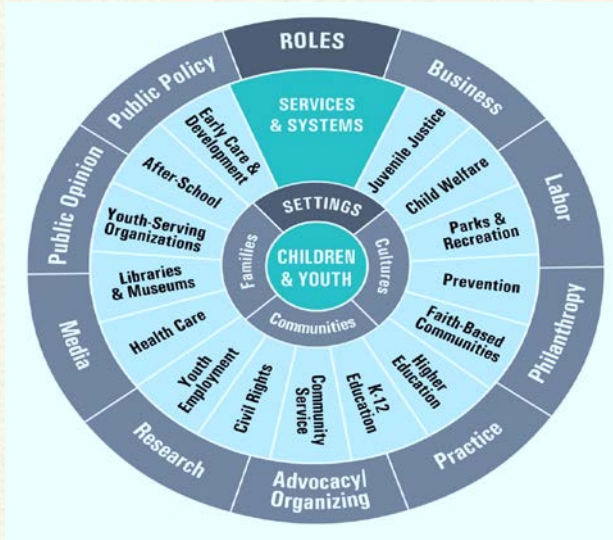 ROLES
Business
Labor
Philanthropy
Practice
Advocacy/
Organizing
Research
Media
Public Opinion
Public Policy
SERVICES
& SYSTEMS
Juvenile Justice
Child Welfare
Parks &
Recreation
Prevention
Faith-Based
Communities
Higher
Education
K-12
Education
Community
Service
Civil Rights
Youth
Employment
Health Care
Libraries
& Museums
Youth-Serving
Organizations
After-School
Early Care &
Development
SETTINGS
Cultures
Communities
Families
CHILDREN
& YOUTH